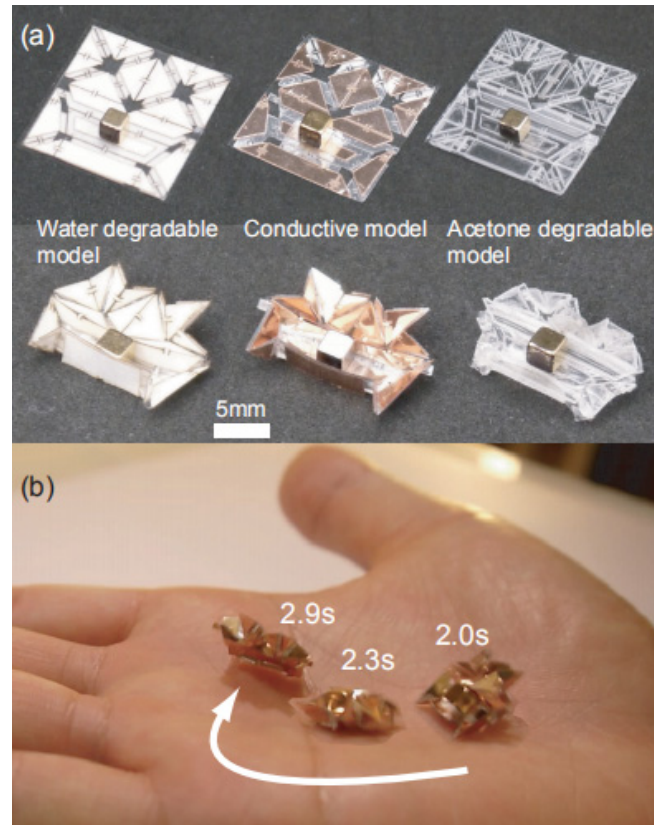 (a)
Water degradable Conductive model Acetone degradable
model model
5mm
(b)
2.9s
2.3s
2.0s